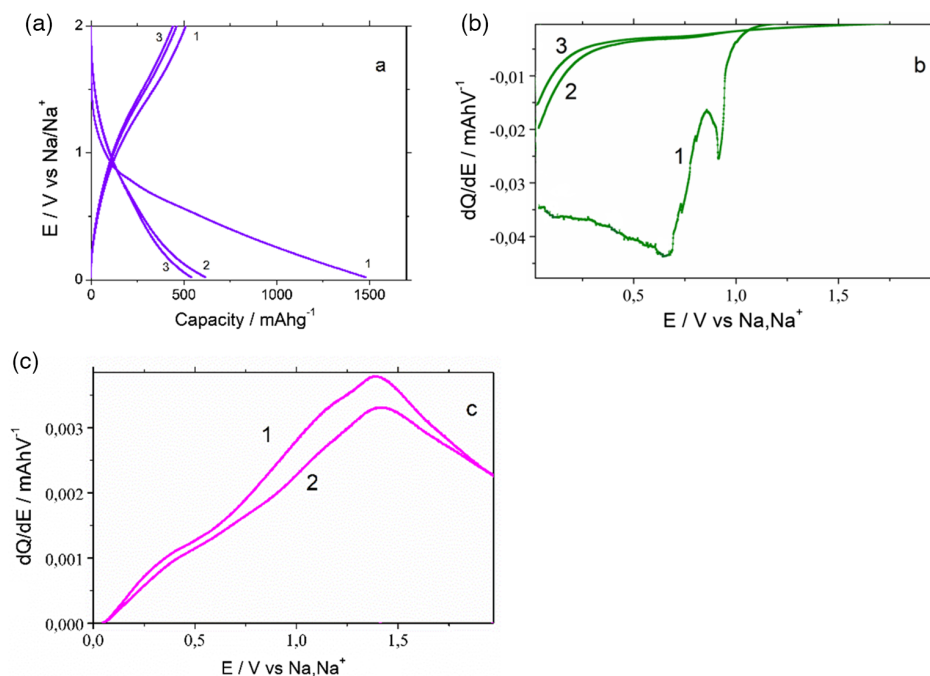 (a)
2
3
1
a
E / V vs Na/Na⁺
1
3
2
1
0
0
500
1000
1500
Capacity / mAhg⁻¹
(b)
3
b
-0,01
2
dQ/dE / mAhV⁻¹
-0,02
1
-0,03
-0,04
0,5
1,0
1,5
E / V vs Na,Na⁺
(c)
c
0,003
1
dQ/dE / mAhV⁻¹
0,002
2
0,001
0,000
0,0
0,5
1,0
1,5
E / V vs Na,Na⁺